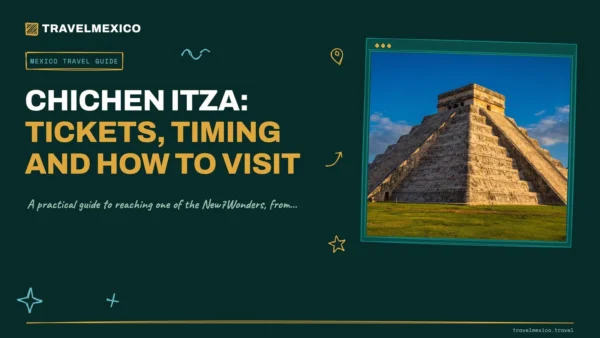 TRAVELMEXICO
MEXICO TRAVEL GUIDE
CHICHEN ITZA:
TICKETS, TIMING
AND HOW TO VISIT
A practical guide to reaching one of the New7Wonders, from...
travelmexico.travel